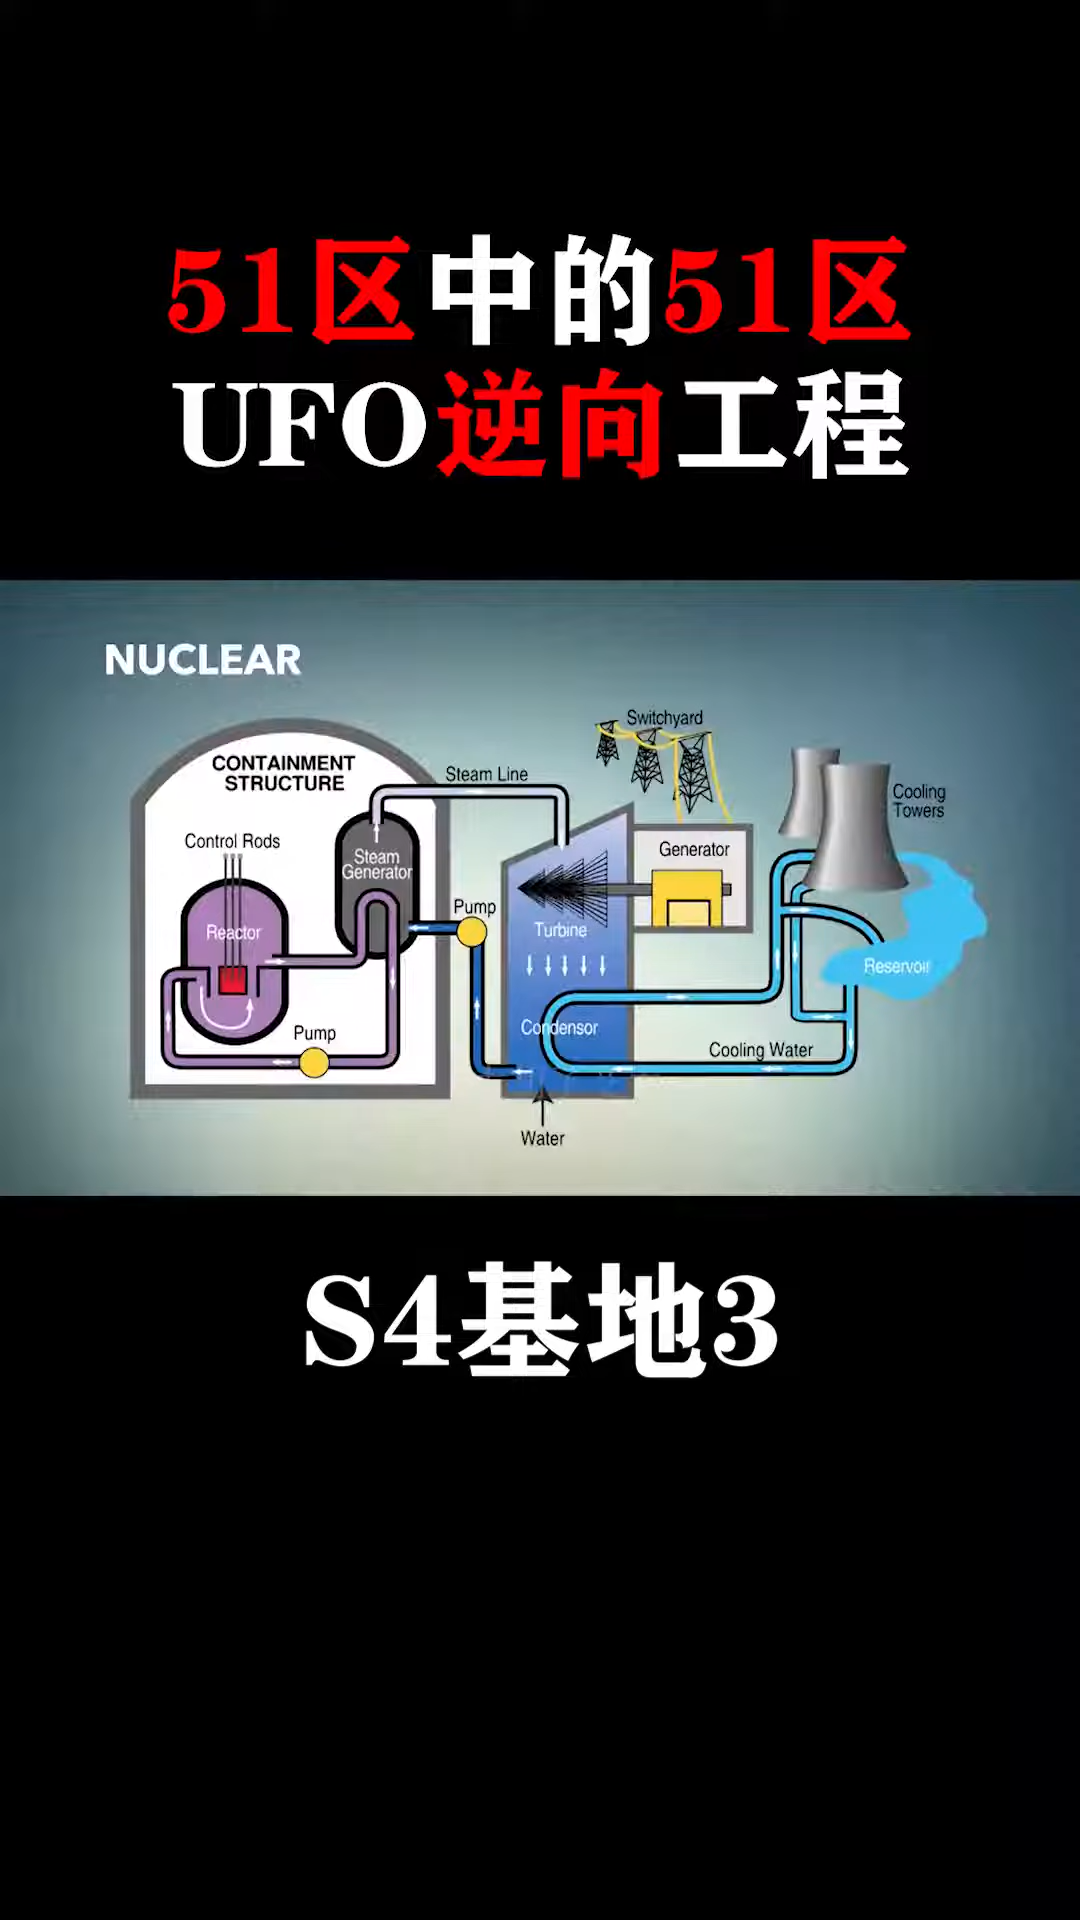 51区中的51区
UFO逆向工程
NUCLEAR
Switchyard
CONTAINMENT
STRUCTURE
Steam Line
Cooling
Towers
Control Rods
Generator
Steam
Generator
Pump
Reactor
Turbine
Reservoir
Condensor
Pump
Cooling Water
Water
S4基地3